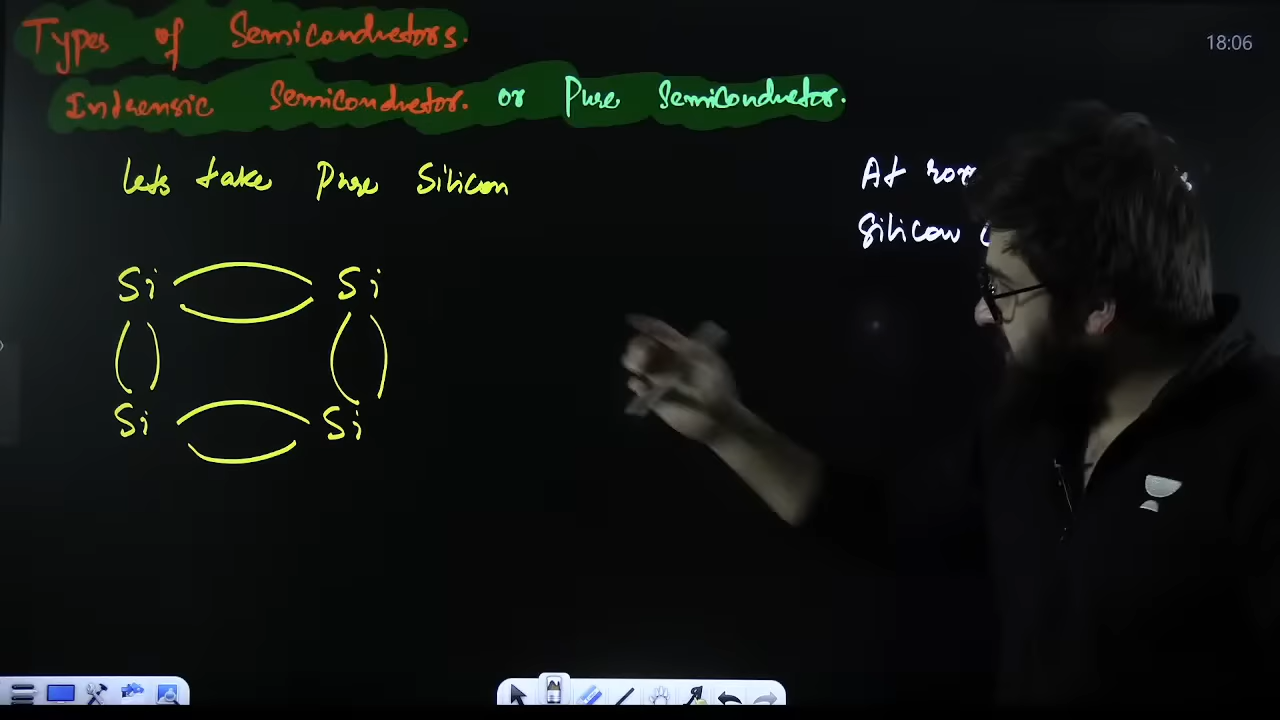 Types of Semiconductors.
Intrensic Semiconductor. or Pure Semiconductor.
18:06
Lets take Pure Silicon
At
Silicon
Si Si
Si Si